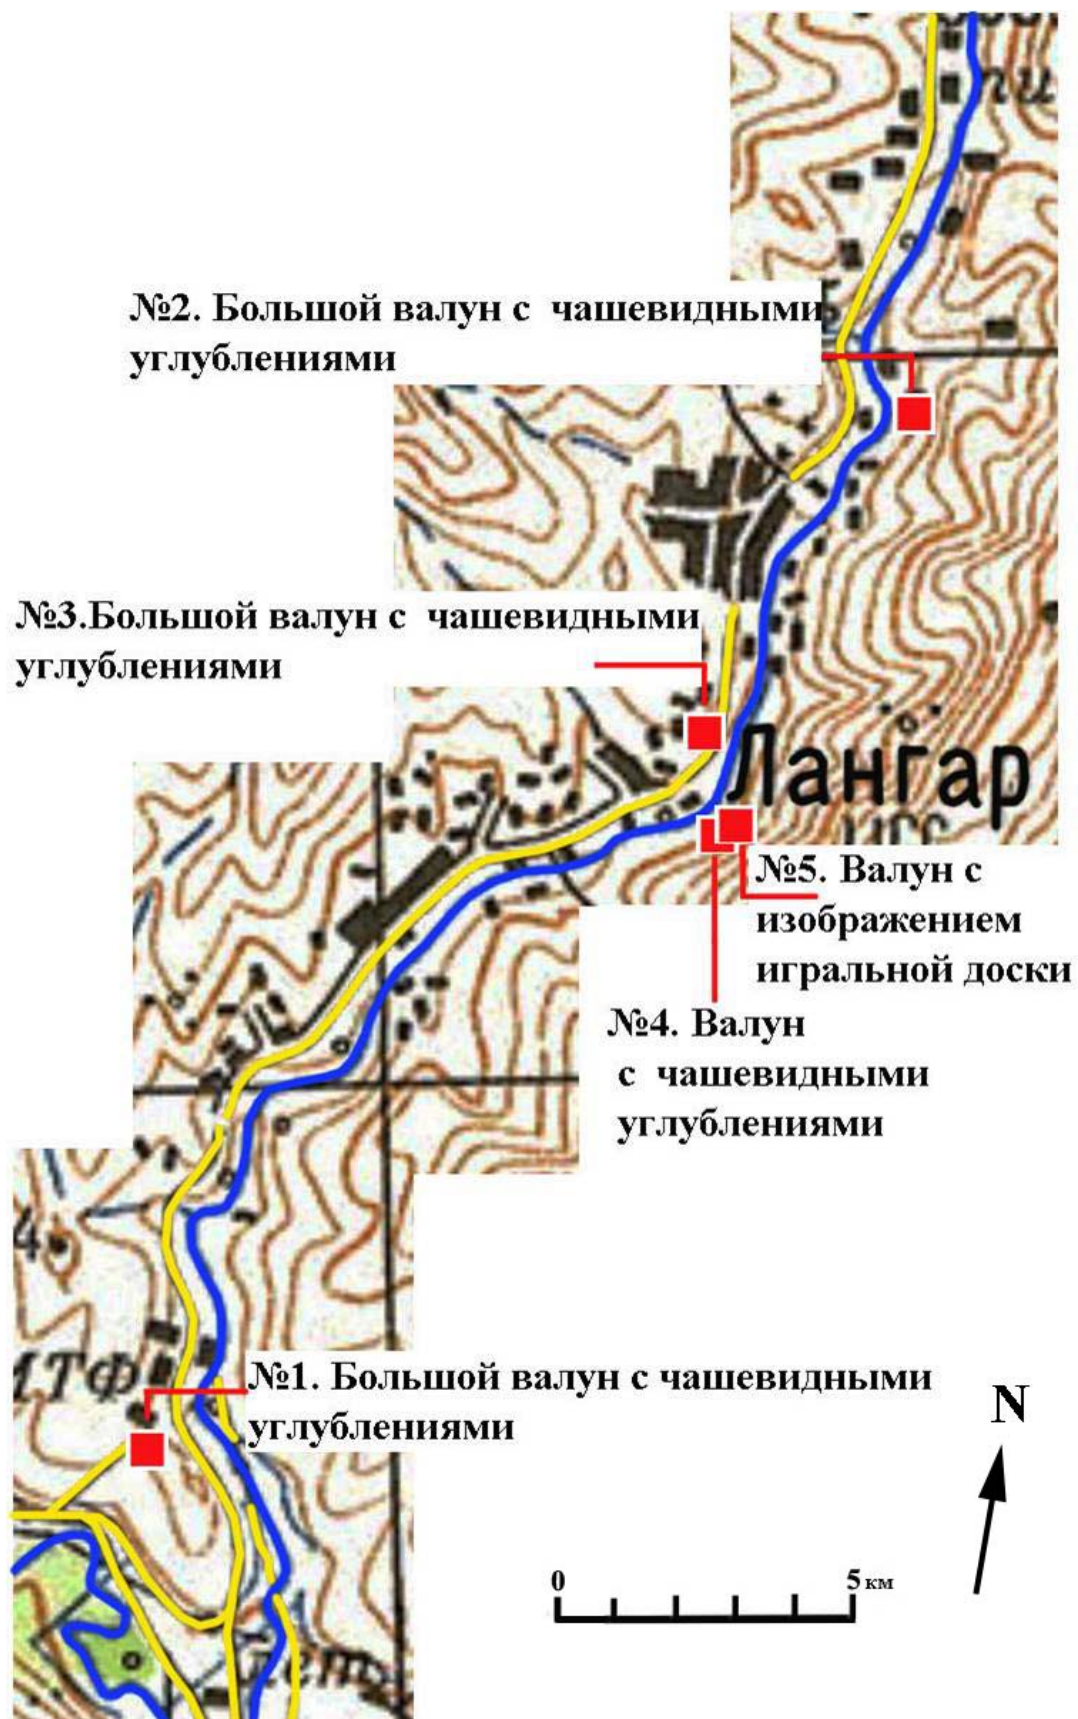 №2. Большой валун с чашевидными
углублениями
№3.Большой валун с чашевидными
углублениями
Лангар
№5. Валун с
изображением
игральной доски
№4. Валун
с чашевидными
углублениями
4
МТФ
№1. Большой валун с чашевидными
углублениями
N
0 5 км